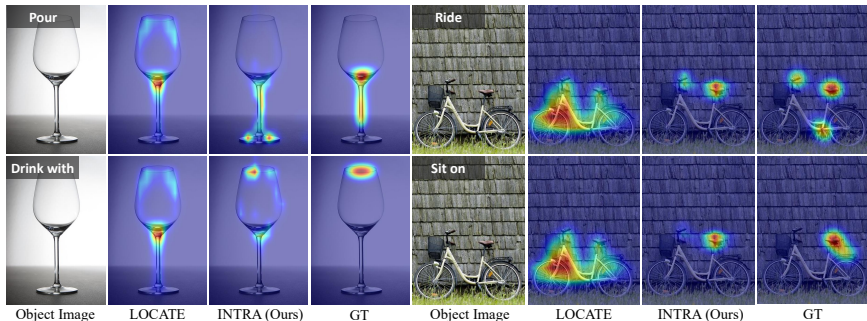 Pour
Ride
Drink with
Sit on
Object Image LOCATE INTRA (Ours) GT Object Image LOCATE INTRA (Ours) GT